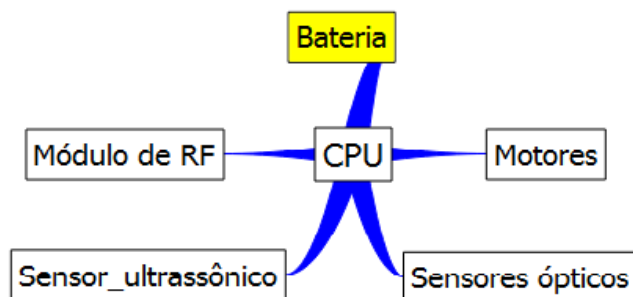 Bateria
Módulo de RF
CPU
Motores
Sensor_ultrassônico
Sensores ópticos